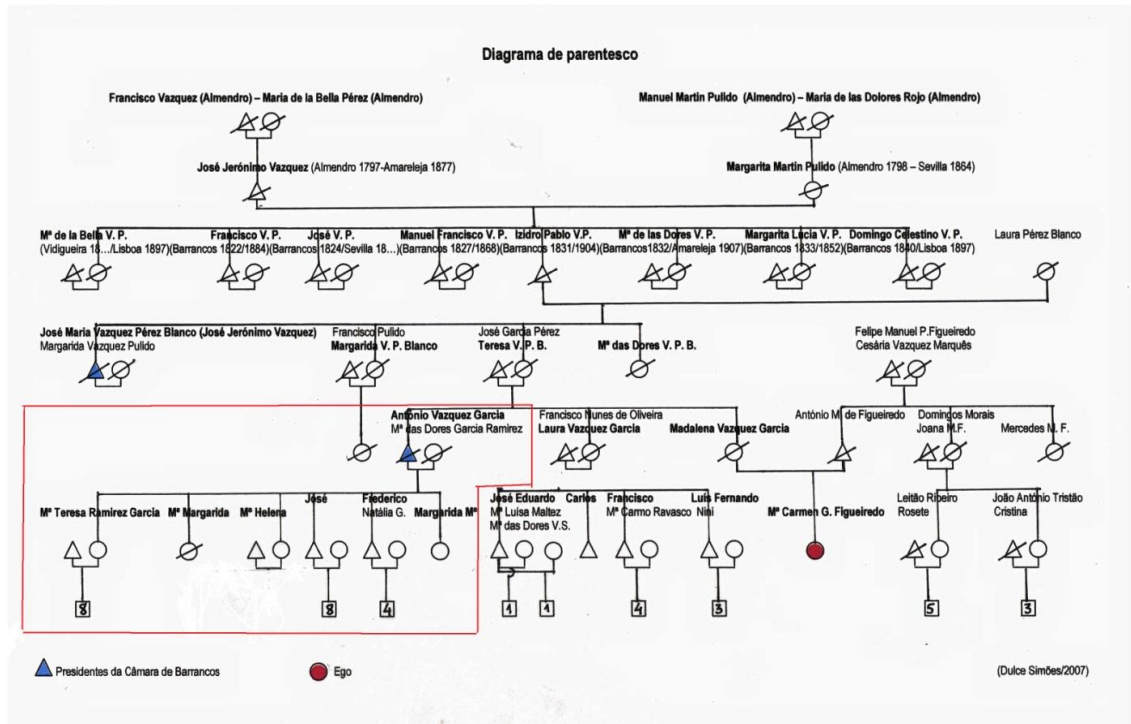 Diagrama de parentesco
Francisco Vazquez (Almendro) – Maria de la Bella Pérez (Almendro)
Manuel Martin Pulido (Almendro) – Maria de las Dolores Rojo (Almendro)
José Jerónimo Vazquez (Almendro 1797-Amareleja 1877)
Margarita Martin Pulido (Almendro 1798 – Sevilla 1864)
Mª de la Bella V. P. Francisco V. P. José V. P. Manuel Francisco V. P. Izidro Pablo V.P. Mª de las Dores V. P. Margarita Lúcia V. P. Domingo Celestino V. P. Laura Pérez Blanco
(Vidigueira 18.../Lisboa 1897)(Barrancos 1822/1884)(Barrancos 1824/Sevilla 18...)(Barrancos 1827/1868)(Barrancos 1831/1904)(Barrancos1832/Amareleja 1907)(Barrancos 1833/1852)(Barrancos 1840/Lisboa 1897)
José Maria Vazquez Pérez Blanco (José Jerónimo Vazquez)
Margarida Vazquez Pulido
Francisco Pulido
Margarida V. P. Blanco
José Garcia Pérez
Teresa V. P. B.
Mª das Dores V. P. B.
Felipe Manuel P.Figueiredo
Cesária Vazquez Marquês
António Vazquez Garcia
Mª das Dores Garcia Ramirez
Francisco Nunes de Oliveira
Laura Vazquez Garcia
Madalena Vazquez Garcia
António M. de Figueiredo
Domingos Morais
Joana M.F.
Mercedes M. F.
Mª Teresa Ramirez Garcia
Mª Margarida
Mª Helena
José
Frederico
Natália G.
Margarida Mª
José Eduardo
Mª Luisa Maltez
Mª das Dores V.S.
Carlos
Francisco
Mª Carmo Ravasco
Luis Fernando
Nini
Mª Carmen G. Figueiredo
Leitão Ribeiro
Rosete
João António Tristão
Cristina
8 8 4 1 1 4 3 5 3
Presidentes da Câmara de Barrancos
Ego
(Dulce Simões/2007)